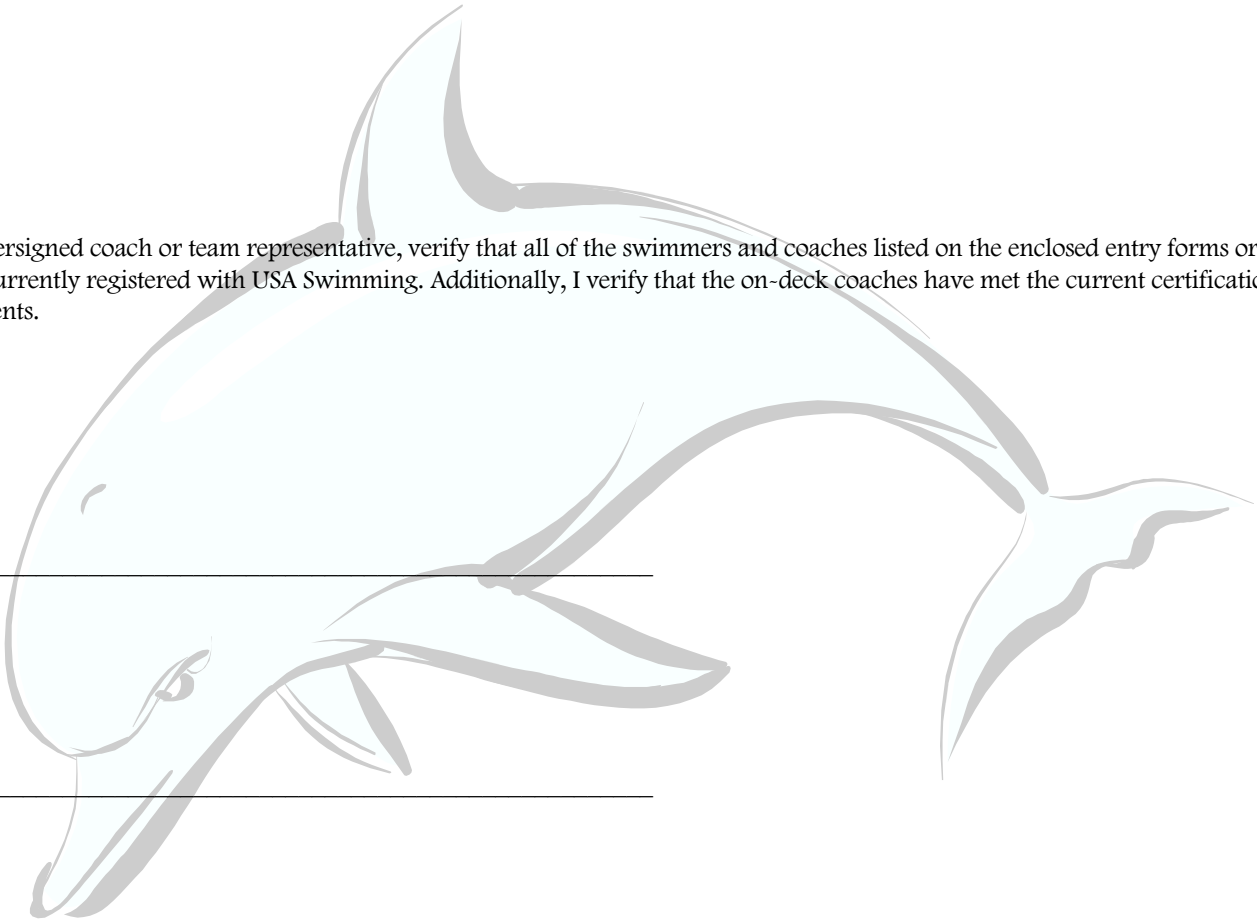 ersigned coach or team representative, verify that all of the swimmers and coaches listed on the enclosed entry forms or
urrently registered with USA Swimming. Additionally, I verify that the on-deck coaches have met the current certificatio
ents.